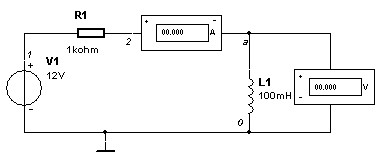 R1
1kohm
1
2
+ 00.000 - A
a
V1
12V
+
-
L1
100mH
0
+ 00.000 - V